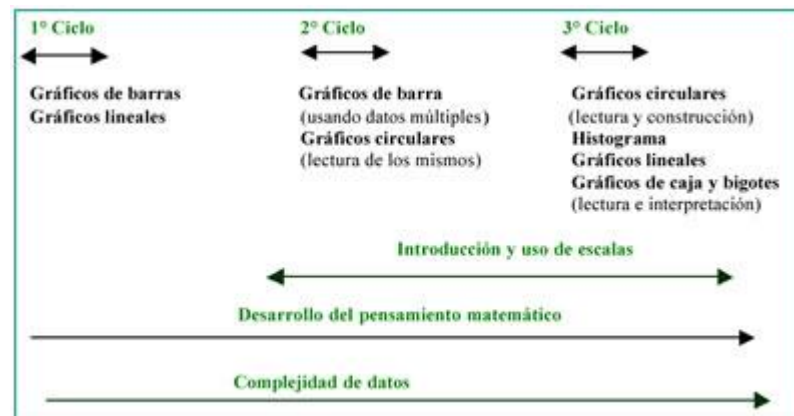 1° Ciclo
2° Ciclo
3° Ciclo
Gráficos de barras
Gráficos lineales
Gráficos de barra
(usando datos múltiples)
Gráficos circulares
(lectura de los mismos)
Gráficos circulares
(lectura y construcción)
Histograma
Gráficos lineales
Gráficos de caja y bigotes
(lectura e interpretación)
Introducción y uso de escalas
Desarrollo del pensamiento matemático
Complejidad de datos